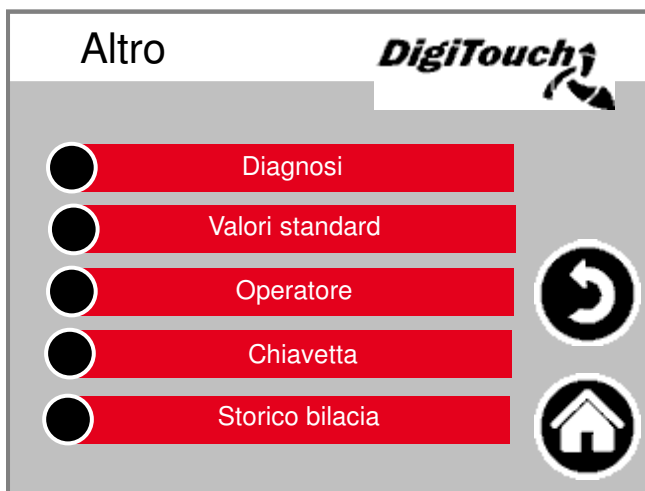 Altro
DigiTouch
Diagnosi
Valori standard
Operatore
Chiavetta
Storico bilacia